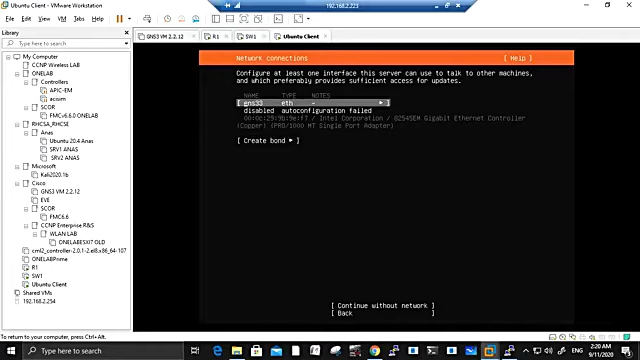 Ubuntu Client - VMware Workstation
192.168.2.223
File Edit View VM Tabs Help
Library
Type here to search
My Computer
CCNP Wireless LAB
ONELAB
Controllers
APIC-EM
acsim
SCOR
FMCv6.6.0 ONELAB
RHCSA_RHCSE
Anas
Ubuntu 20.4 Anas
SRV1 ANAS
SRV2 ANAS
Microsoft
Kali2020.1b
Cisco
GNS3 VM 2.2.12
EVE
SCOR
FMC6.6
CCNP Enterprise R&S
WLAN LAB
ONELABESXI7 OLD
cml2_controller-2.0.1-2.el8.x86_64-107
ONELABPrime
R1
SW1
Ubuntu Client
Shared VMs
192.168.2.254
GNS3 VM 2.2.12
R1
SW1
Ubuntu Client
Network connections [ Help ]
Configure at least one interface this server can use to talk to other machines,
and which preferably provides sufficient access for updates.
NAME TYPE NOTES
[ gns33 eth - ▸ ]
disabled autoconfiguration failed
00:0c:29:9b:9e:f7 / Intel Corporation / 82545EM Gigabit Ethernet Controller
(Copper) (PRO/1000 MT Single Port Adapter)
[ Create bond ▸ ]
[ Continue without network ]
[ Back ]
To return to your computer, press Ctrl+Alt.
Type here to search
ENG
2:20 AM
9/11/2020